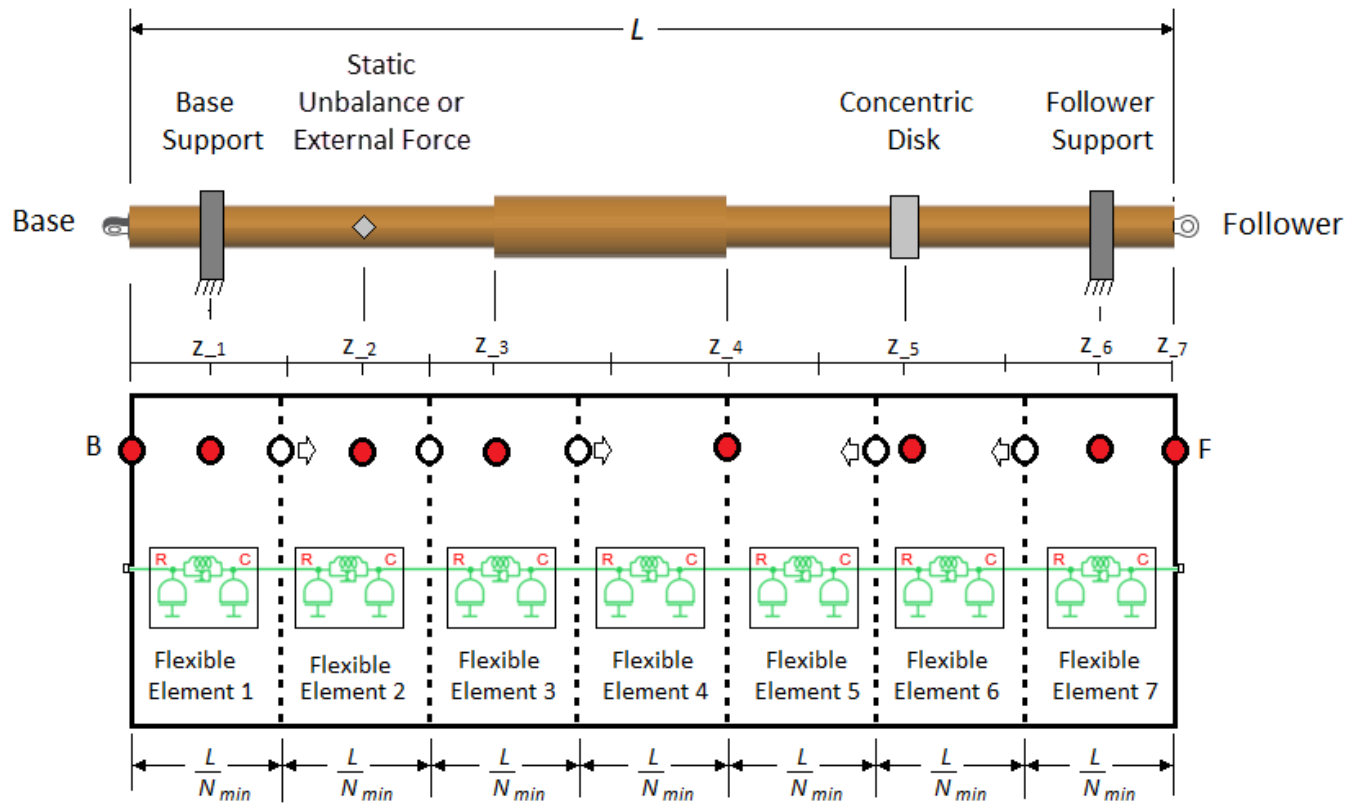 L
Static
Unbalance or
External Force
Base
Support
Concentric
Disk
Follower
Support
Base
Follower
z_1
z_2
z_3
z_4
z_5
z_6
z_7
B
F
R C
R C
R C
R C
R C
R C
R C
Flexible
Element 1
Flexible
Element 2
Flexible
Element 3
Flexible
Element 4
Flexible
Element 5
Flexible
Element 6
Flexible
Element 7
L
N min
L
N min
L
N min
L
N min
L
N min
L
N min
L
N min